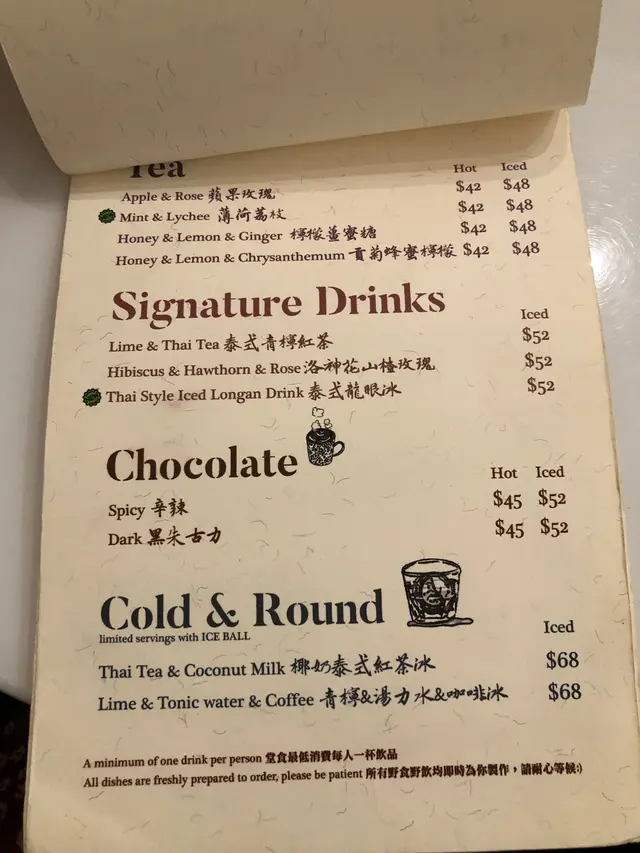 Tea
Hot Iced
Apple & Rose 蘋果玫瑰 $42 $48
Mint & Lychee 薄荷荔枝 $42 $48
Honey & Lemon & Ginger 檸檬薑蜜糖 $42 $48
Honey & Lemon & Chrysanthemum 貢菊蜂蜜檸檬 $42 $48
Signature Drinks
Iced
Lime & Thai Tea 泰式青檸紅茶 $52
Hibiscus & Hawthorn & Rose 洛神花山楂玫瑰 $52
Thai Style Iced Longan Drink 泰式龍眼冰 $52
Chocolate
Hot Iced
Spicy 辛辣 $45 $52
Dark 黑朱古力 $45 $52
Cold & Round
limited servings with ICE BALL
Iced
Thai Tea & Coconut Milk 椰奶泰式紅茶冰 $68
Lime & Tonic water & Coffee 青檸&湯力水&咖啡冰 $68
A minimum of one drink per person 堂食最低消費每人一杯飲品
All dishes are freshly prepared to order, please be patient 所有野食野飲均即時為你製作，請耐心等候:)